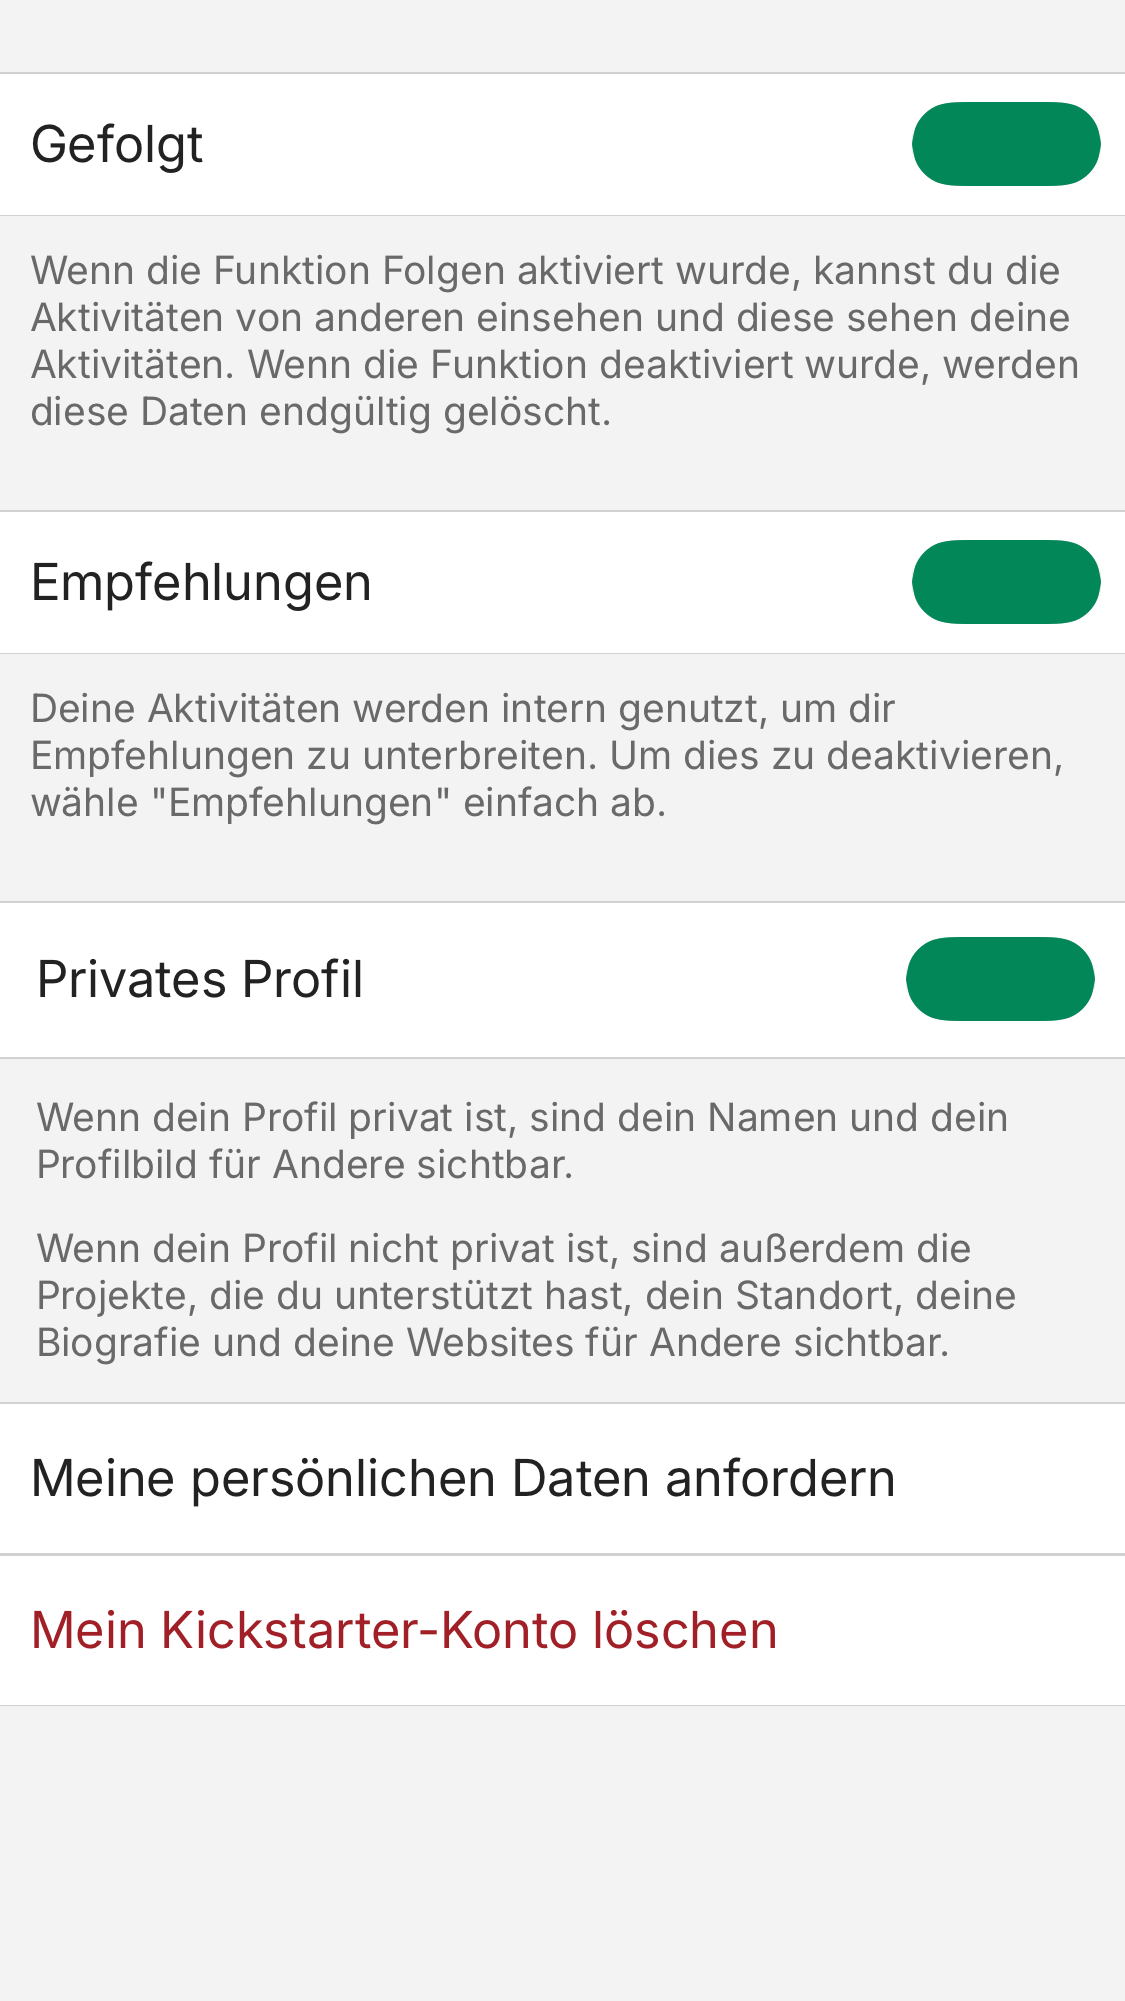 Gefolgt
Wenn die Funktion Folgen aktiviert wurde, kannst du die
Aktivitäten von anderen einsehen und diese sehen deine
Aktivitäten. Wenn die Funktion deaktiviert wurde, werden
diese Daten endgültig gelöscht.
Empfehlungen
Deine Aktivitäten werden intern genutzt, um dir
Empfehlungen zu unterbreiten. Um dies zu deaktivieren,
wähle "Empfehlungen" einfach ab.
Privates Profil
Wenn dein Profil privat ist, sind dein Namen und dein
Profilbild für Andere sichtbar.
Wenn dein Profil nicht privat ist, sind außerdem die
Projekte, die du unterstützt hast, dein Standort, deine
Biografie und deine Websites für Andere sichtbar.
Meine persönlichen Daten anfordern
Mein Kickstarter-Konto löschen